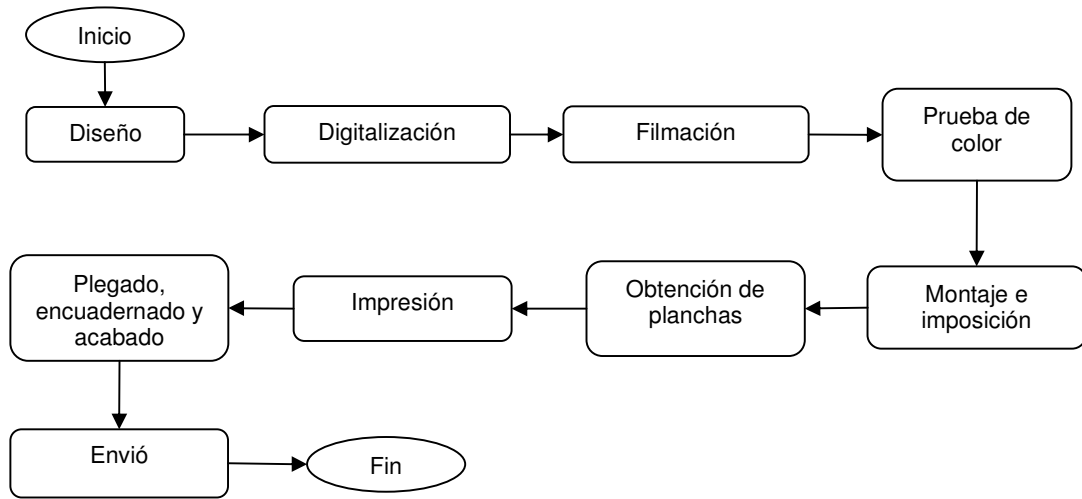 Inicio
Diseño
Digitalización
Filmación
Prueba de
color
Montaje e
imposición
Obtención de
planchas
Impresión
Plegado,
encuadernado y
acabado
Envió
Fin